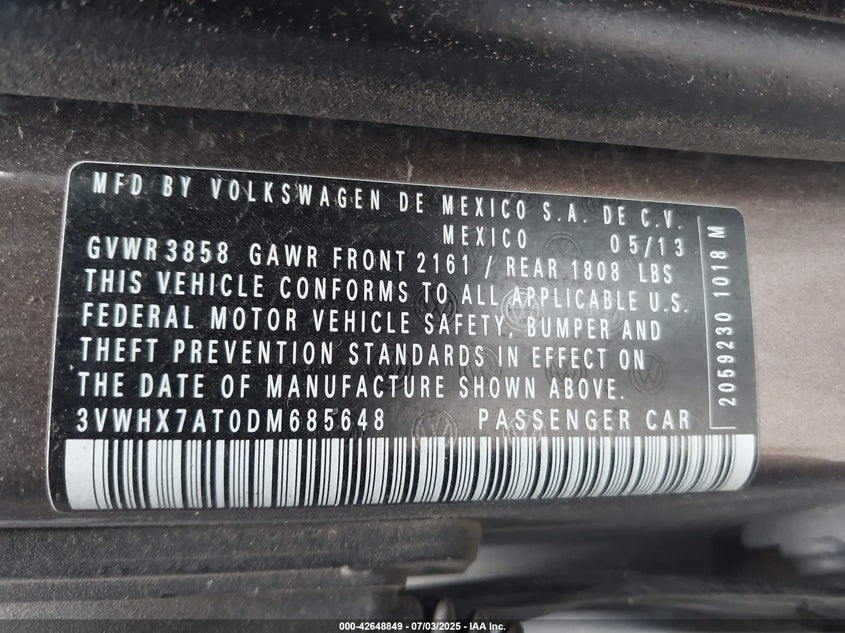 MFD BY VOLKSWAGEN DE MEXICO S.A. DE C.V.
MEXICO 05/13
GVWR 3858 GAWR FRONT 2161 / REAR 1808 LBS
THIS VEHICLE CONFORMS TO ALL APPLICABLE U.S.
FEDERAL MOTOR VEHICLE SAFETY, BUMPER AND
THEFT PREVENTION STANDARDS IN EFFECT ON
THE DATE OF MANUFACTURE SHOWN ABOVE.
3VWHX7AT0DM685648 PASSENGER CAR
2059230 1018 M
000-42648849 - 07/03/2025 - IAA Inc.